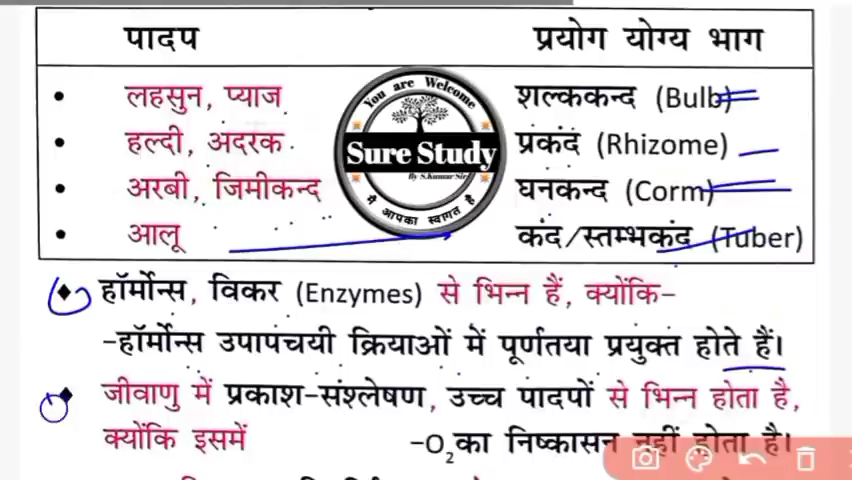 पादप प्रयोग योग्य भाग
• लहसुन, प्याज शल्ककन्द (Bulb)
• हल्दी, अदरक प्रकंद (Rhizome)
• अरबी, जिमीकन्द घनकन्द (Corm)
• आलू कंद/स्तम्भकंद (Tuber)
You are Welcome
Sure Study
By S.Kumar Sir
मैं आपका स्वागत है
♦ हॉर्मोन्स, विकर (Enzymes) से भिन्न हैं, क्योंकि–
-हॉर्मोन्स उपापचयी क्रियाओं में पूर्णतया प्रयुक्त होते हैं।
♦ जीवाणु में प्रकाश-संश्लेषण, उच्च पादपों से भिन्न होता है,
क्योंकि इसमें -O₂का निष्कासन नहीं होता है।